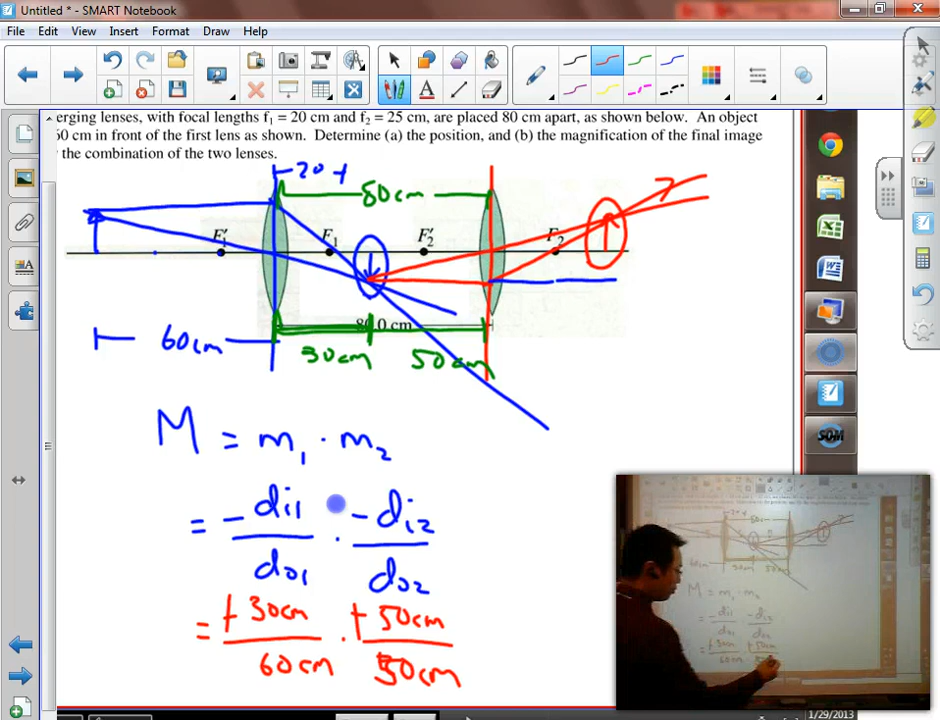 Untitled * - SMART Notebook
File Edit View Insert Format Draw Help
erging lenses, with focal lengths f₁ = 20 cm and f₂ = 25 cm, are placed 80 cm apart, as shown below. An object
60 cm in front of the first lens as shown. Determine (a) the position, and (b) the magnification of the final image
the combination of the two lenses.
20 +
80cm
F₁′ F₁ F₂′ F₂
80.0 cm
60cm 30cm 50cm
M = m₁ · m₂
= -di1 / do1 · -di2 / do2
= +30cm / 60cm · +50cm / 50cm
1/29/2013